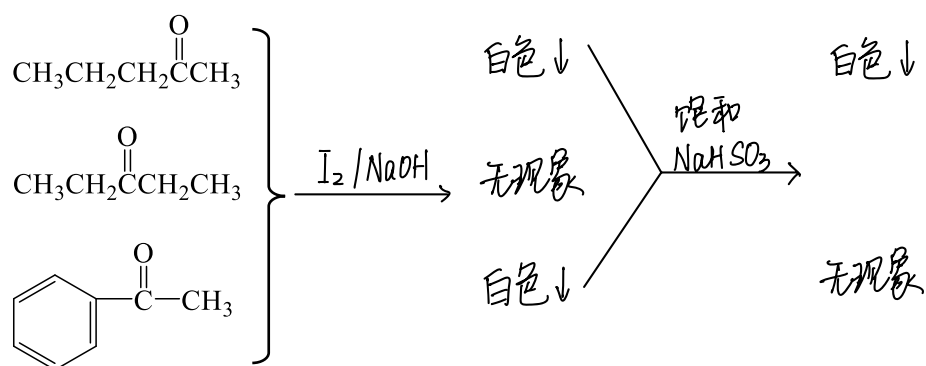 O
CH₃CH₂CH₂CCH₃
O
CH₃CH₂CCH₂CH₃
O
C—CH₃
I₂/NaOH
白色↓
无现象
白色↓
饱和
NaHSO₃
白色↓
无现象